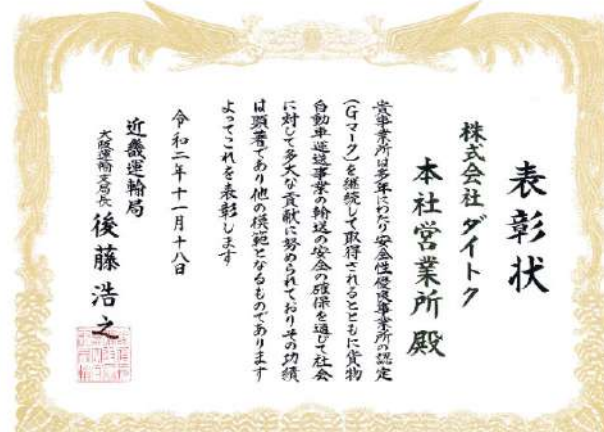 表彰状
株式会社 ダイトク
本社営業所 殿
貴事業所は多年にわたり安全性優良事業所の認定
(Gマーク)を継続して取得されるとともに貨物
自動車運送事業の輸送の安全の確保を通じて社会
に対して多大な貢献に努められておりその功績
は顕著であり他の模範となるものであります
よってこれを表彰します
令和二年十一月十八日
近畿運輸局
大阪運輸支局長 後藤浩之